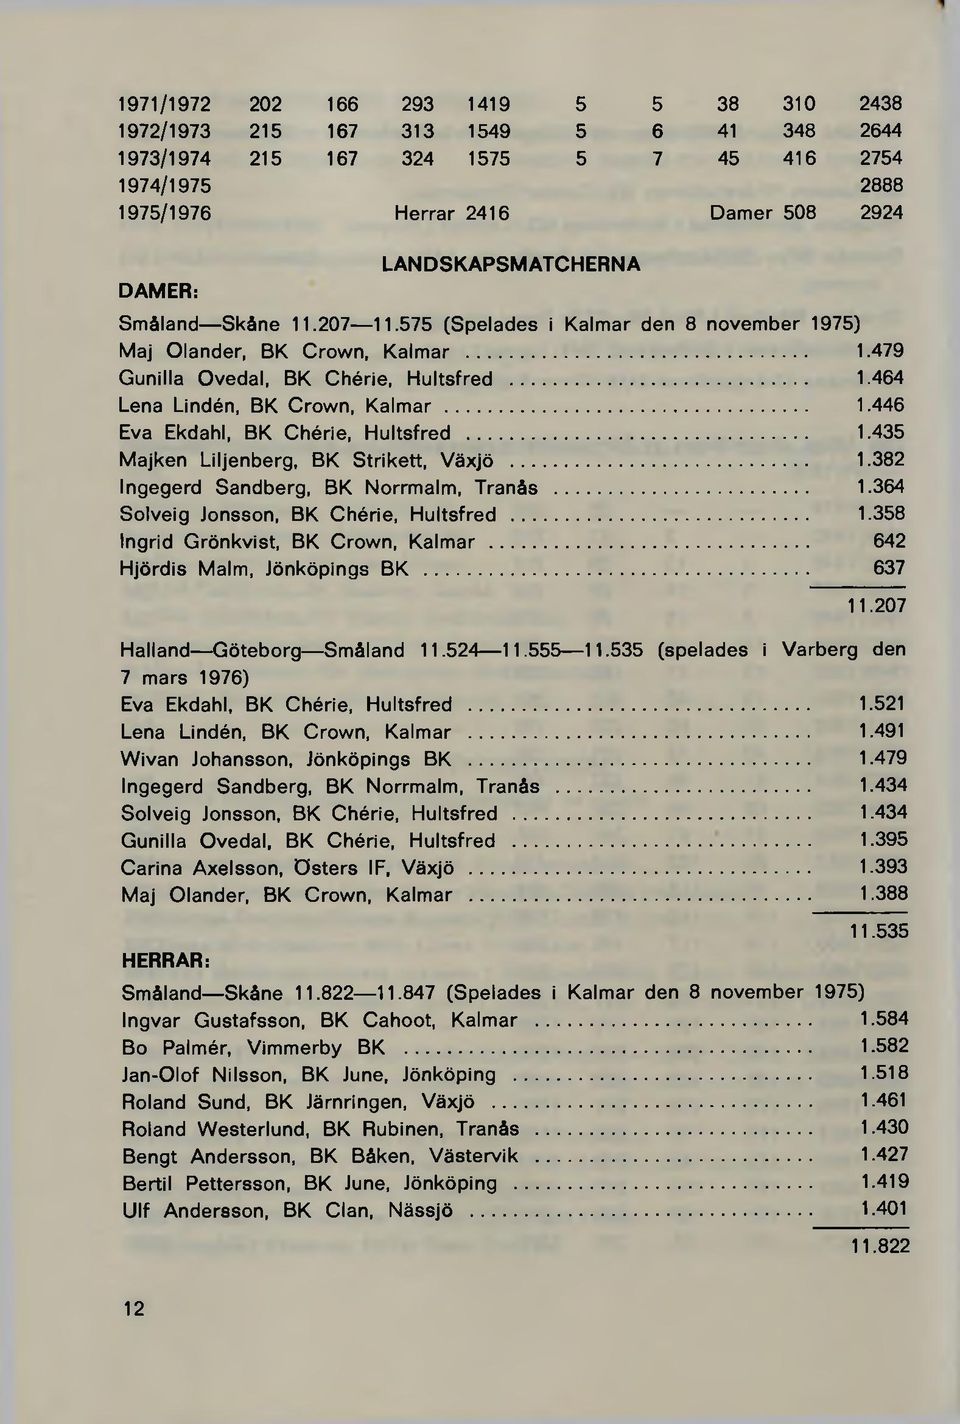 1971/1972 202 166 293 1419 5 5 38 310 2438
1972/1973 215 167 313 1549 5 6 41 348 2644
1973/1974 215 167 324 1575 5 7 45 416 2754
1974/1975 2888
1975/1976 Herrar 2416 Damer 508 2924
LANDSKAPSMATCHERNA
DAMER:
Småland—Skåne 11.207—11.575 (Spelades i Kalmar den 8 november 1975)
Maj Olander, BK Crown, Kalmar ................................ 1.479
Gunilla Ovedal, BK Chérie, Hultsfred ............................ 1.464
Lena Lindén, BK Crown, Kalmar .................................. 1.446
Eva Ekdahl, BK Chérie, Hultsfred ................................ 1.435
Majken Liljenberg, BK Strikett, Växjö ............................ 1.382
Ingegerd Sandberg, BK Norrmalm, Tranås ........................ 1.364
Solveig Jonsson, BK Chérie, Hultsfred ............................ 1.358
Ingrid Grönkvist, BK Crown, Kalmar .............................. 642
Hjördis Malm, Jönköpings BK .................................... 637
11.207
Halland—Göteborg—Småland 11.524—11.555—11.535 (spelades i Varberg den
7 mars 1976)
Eva Ekdahl, BK Chérie, Hultsfred ................................ 1.521
Lena Lindén, BK Crown, Kalmar ................................ 1.491
Wivan Johansson, Jönköpings BK ................................ 1.479
Ingegerd Sandberg, BK Norrmalm, Tranås ........................ 1.434
Solveig Jonsson, BK Chérie, Hultsfred ............................ 1.434
Gunilla Ovedal, BK Chérie, Hultsfred ............................ 1.395
Carina Axelsson, Östers IF, Växjö ................................ 1.393
Maj Olander, BK Crown, Kalmar ................................ 1.388
11.535
HERRAR:
Småland—Skåne 11.822—11.847 (Spelades i Kalmar den 8 november 1975)
Ingvar Gustafsson, BK Cahoot, Kalmar .......................... 1.584
Bo Palmér, Vimmerby BK ...................................... 1.582
Jan-Olof Nilsson, BK June, Jönköping ............................ 1.518
Roland Sund, BK Järnringen, Växjö .............................. 1.461
Roland Westerlund, BK Rubinen, Tranås .......................... 1.430
Bengt Andersson, BK Båken, Västervik .......................... 1.427
Bertil Pettersson, BK June, Jönköping ............................ 1.419
Ulf Andersson, BK Clan, Nässjö ................................ 1.401
11.822
12